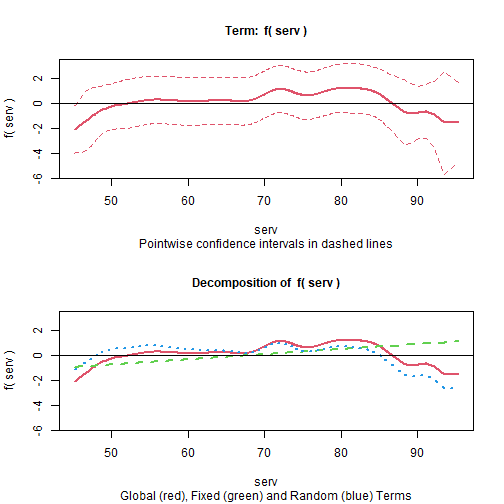 Term: f( serv )
f( serv )
2
0
-2
-4
-6
50 60 70 80 90
serv
Pointwise confidence intervals in dashed lines
Decomposition of f( serv )
f( serv )
2
0
-2
-4
-6
50 60 70 80 90
serv
Global (red), Fixed (green) and Random (blue) Terms